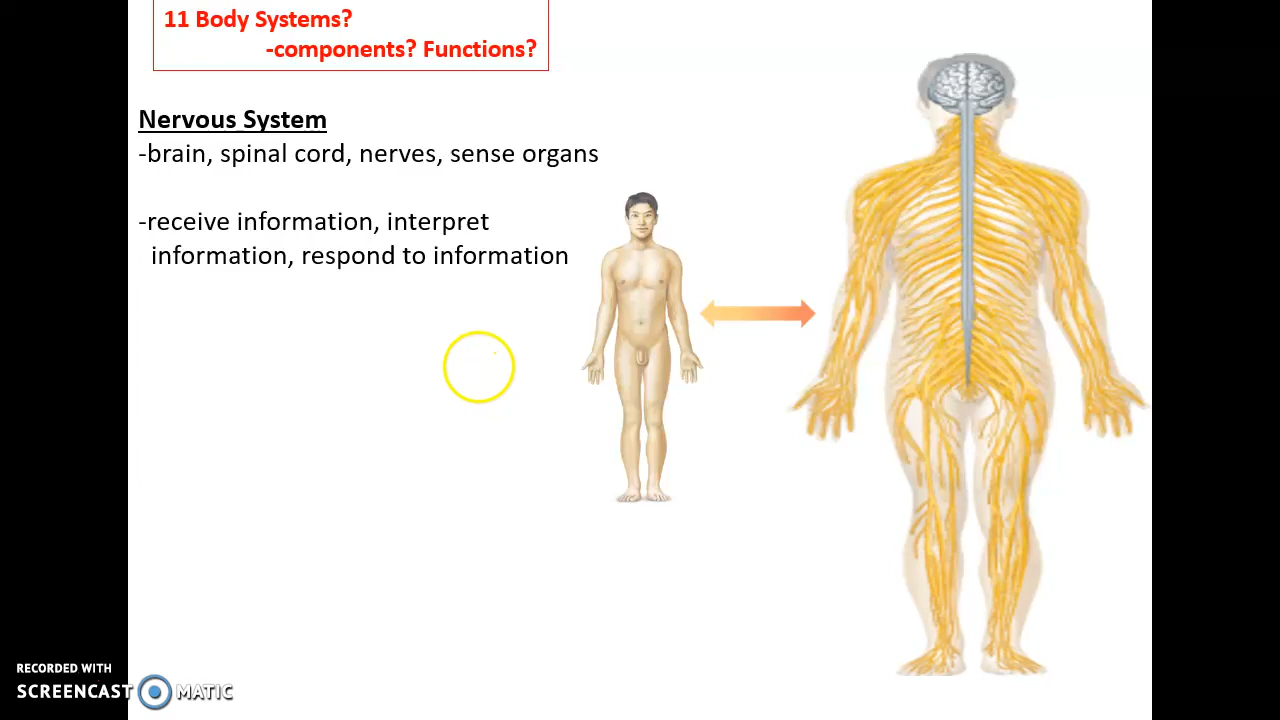 11 Body Systems?
-components? Functions?
Nervous System
-brain, spinal cord, nerves, sense organs
-receive information, interpret
information, respond to information
RECORDED WITH
SCREENCAST MATIC